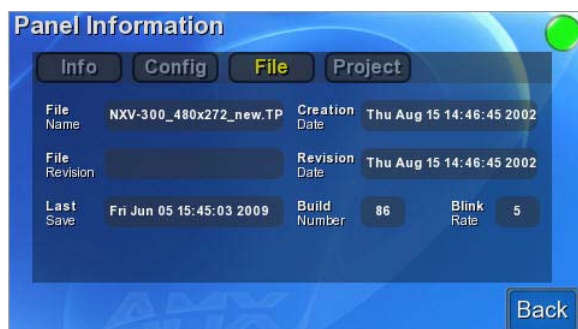 Panel Information
Info Config File Project
File Name NXV-300_480x272_new.TP Creation Date Thu Aug 15 14:46:45 2002
File Revision Revision Date Thu Aug 15 14:46:45 2002
Last Save Fri Jun 05 15:45:03 2009 Build Number 86 Blink Rate 5
AMX
Back